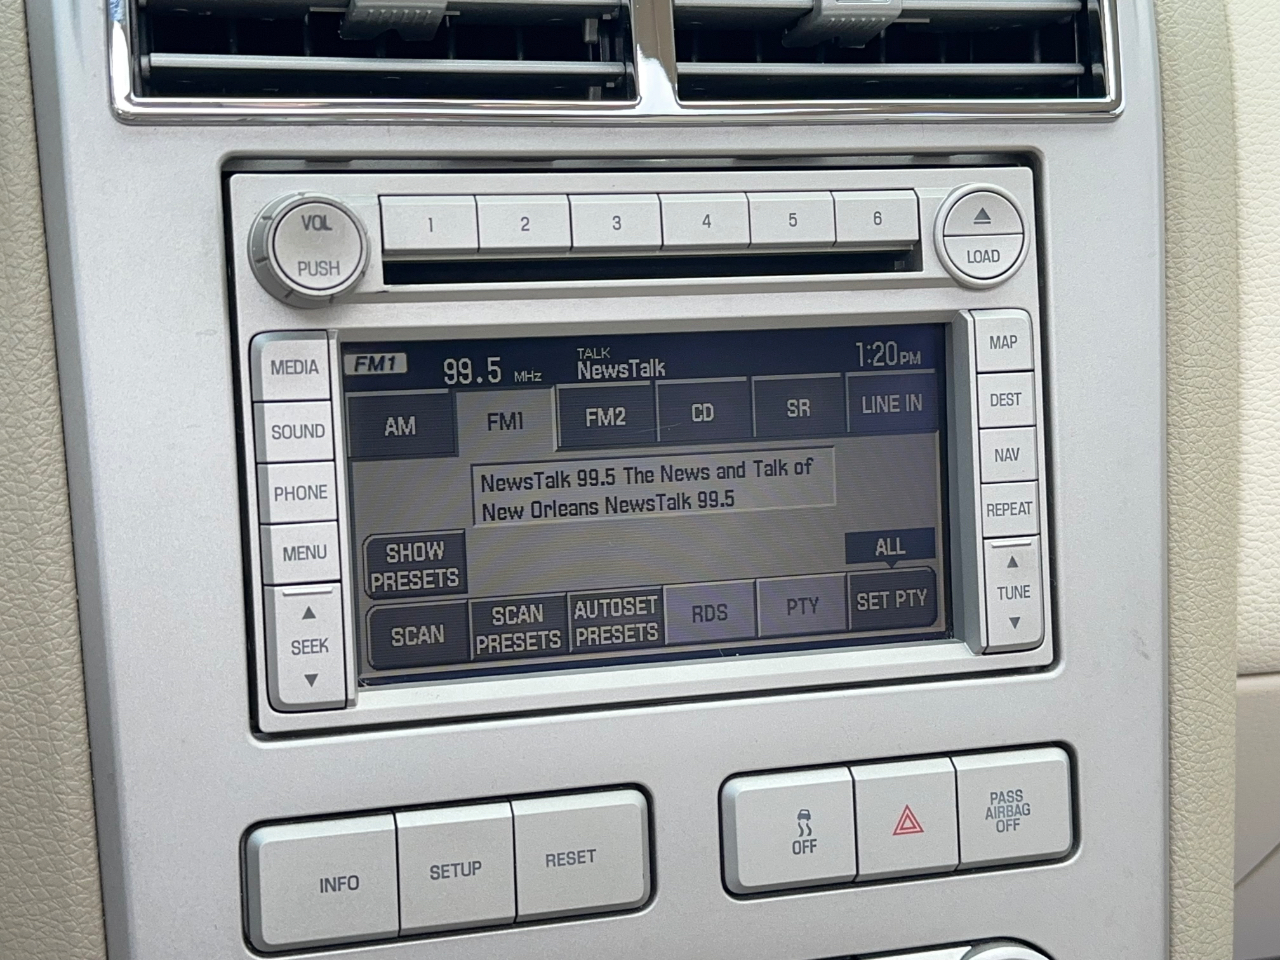 VOL
PUSH
1 2 3 4 5 6
LOAD
MEDIA
SOUND
PHONE
MENU
SEEK
FM1 99.5 MHz TALK NewsTalk 1:20PM
AM FM1 FM2 CD SR LINE IN
NewsTalk 99.5 The News and Talk of
New Orleans NewsTalk 99.5
SHOW
PRESETS
ALL
SCAN
SCAN
PRESETS
AUTOSET
PRESETS
RDS
PTY
SET PTY
MAP
DEST
NAV
REPEAT
TUNE
INFO
SETUP
RESET
OFF
PASS
AIRBAG
OFF